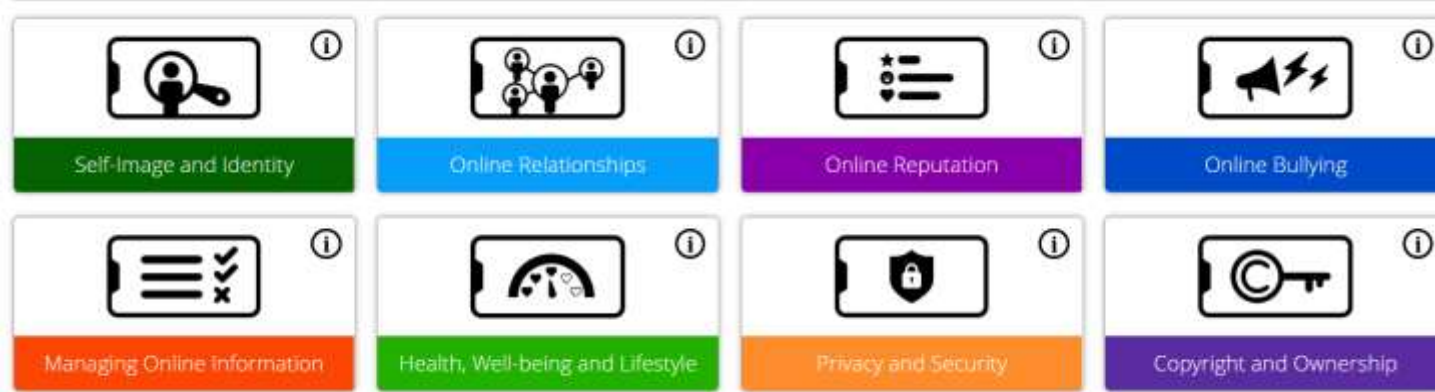 Self-Image and Identity
Online Relationships
Online Reputation
Online Bullying
Managing Online Information
Health, Well-being and Lifestyle
Privacy and Security
Copyright and Ownership